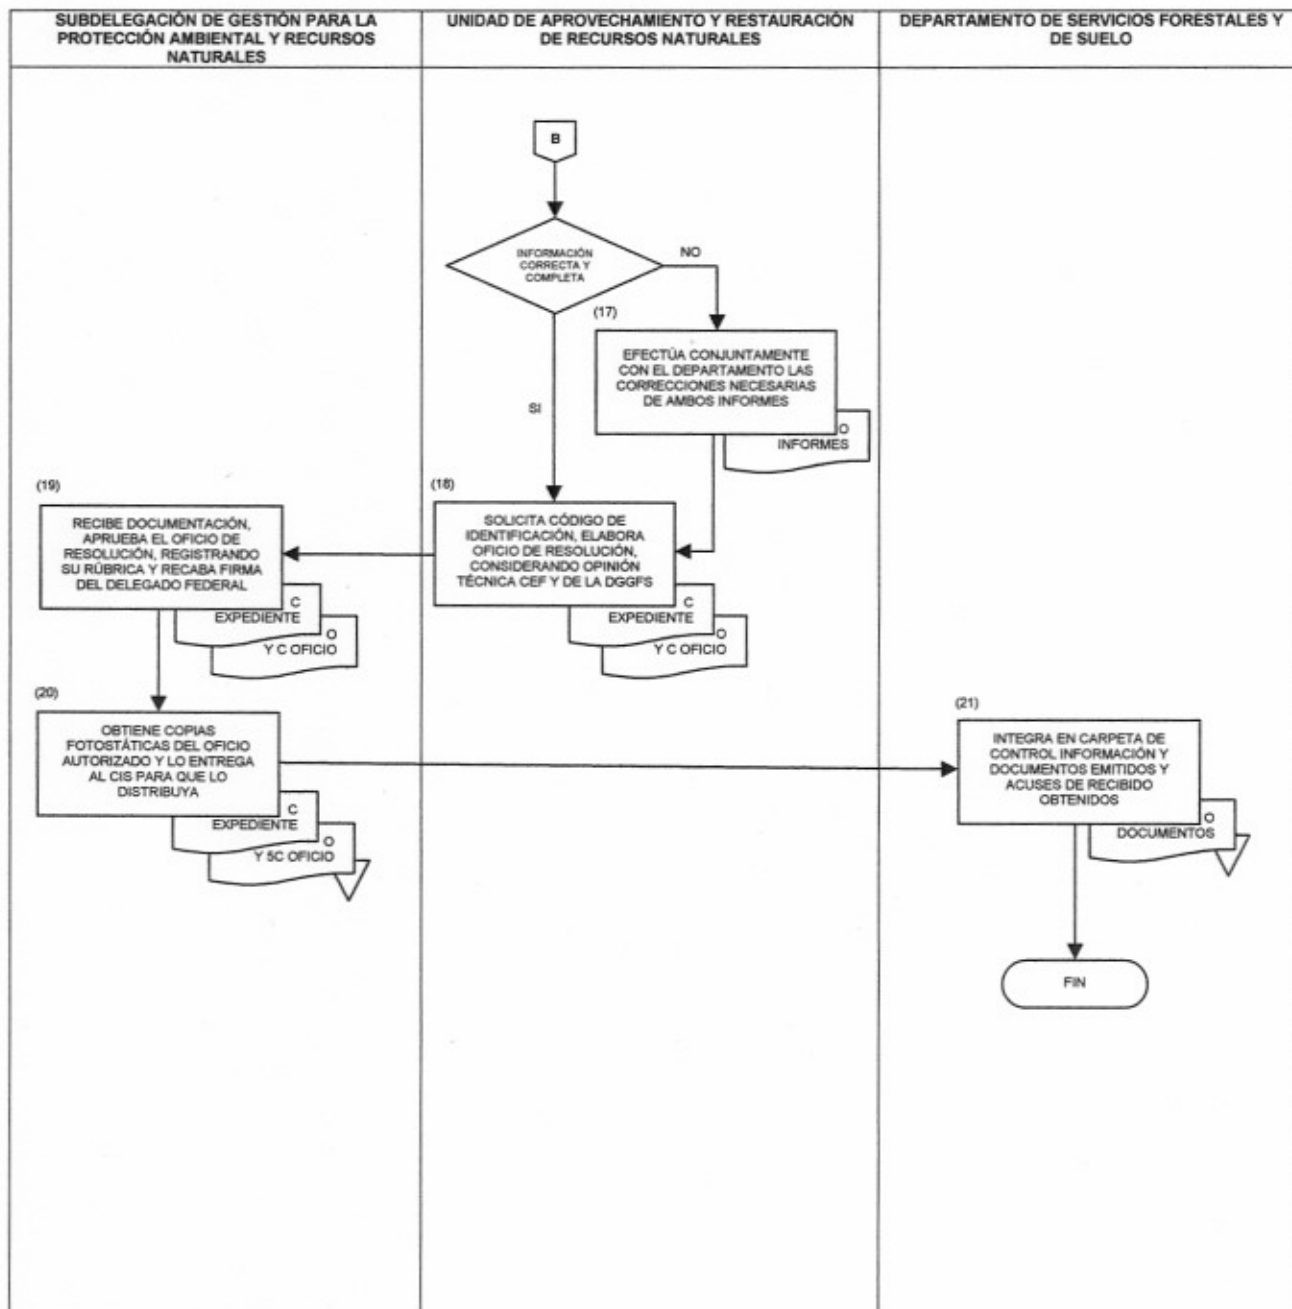 SUBDELEGACIÓN DE GESTIÓN PARA LA
PROTECCIÓN AMBIENTAL Y RECURSOS
NATURALES
UNIDAD DE APROVECHAMIENTO Y RESTAURACIÓN
DE RECURSOS NATURALES
DEPARTAMENTO DE SERVICIOS FORESTALES Y
DE SUELO
B
INFORMACIÓN
CORRECTA Y
COMPLETA
NO
SI
(17)
EFECTÚA CONJUNTAMENTE
CON EL DEPARTAMENTO LAS
CORRECCIONES NECESARIAS
DE AMBOS INFORMES
O
INFORMES
(18)
SOLICITA CÓDIGO DE
IDENTIFICACIÓN, ELABORA
OFICIO DE RESOLUCIÓN,
CONSIDERANDO OPINIÓN
TÉCNICA CEF Y DE LA DGGFS
C
EXPEDIENTE
O
Y C OFICIO
(19)
RECIBE DOCUMENTACIÓN,
APRUEBA EL OFICIO DE
RESOLUCIÓN, REGISTRANDO
SU RÚBRICA Y RECABA FIRMA
DEL DELEGADO FEDERAL
C
EXPEDIENTE
O
Y C OFICIO
(20)
OBTIENE COPIAS
FOTOSTÁTICAS DEL OFICIO
AUTORIZADO Y LO ENTREGA
AL CIS PARA QUE LO
DISTRIBUYA
C
EXPEDIENTE
O
Y 5C OFICIO
(21)
INTEGRA EN CARPETA DE
CONTROL INFORMACIÓN Y
DOCUMENTOS EMITIDOS Y
ACUSES DE RECIBIDO
OBTENIDOS
O
DOCUMENTOS
FIN